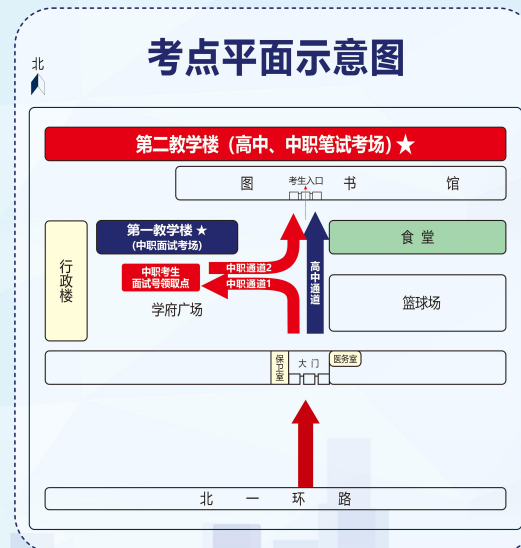 考点平面示意图
北
第二教学楼（高中、中职笔试考场）★
图 书 馆
考生入口
第一教学楼 ★
(中职面试考场)
食 堂
行政楼
中职考生
面试号领取点
中职通道2
中职通道1
高中通道
学府广场
篮球场
保卫室
大 门
医务室
北 一 环 路